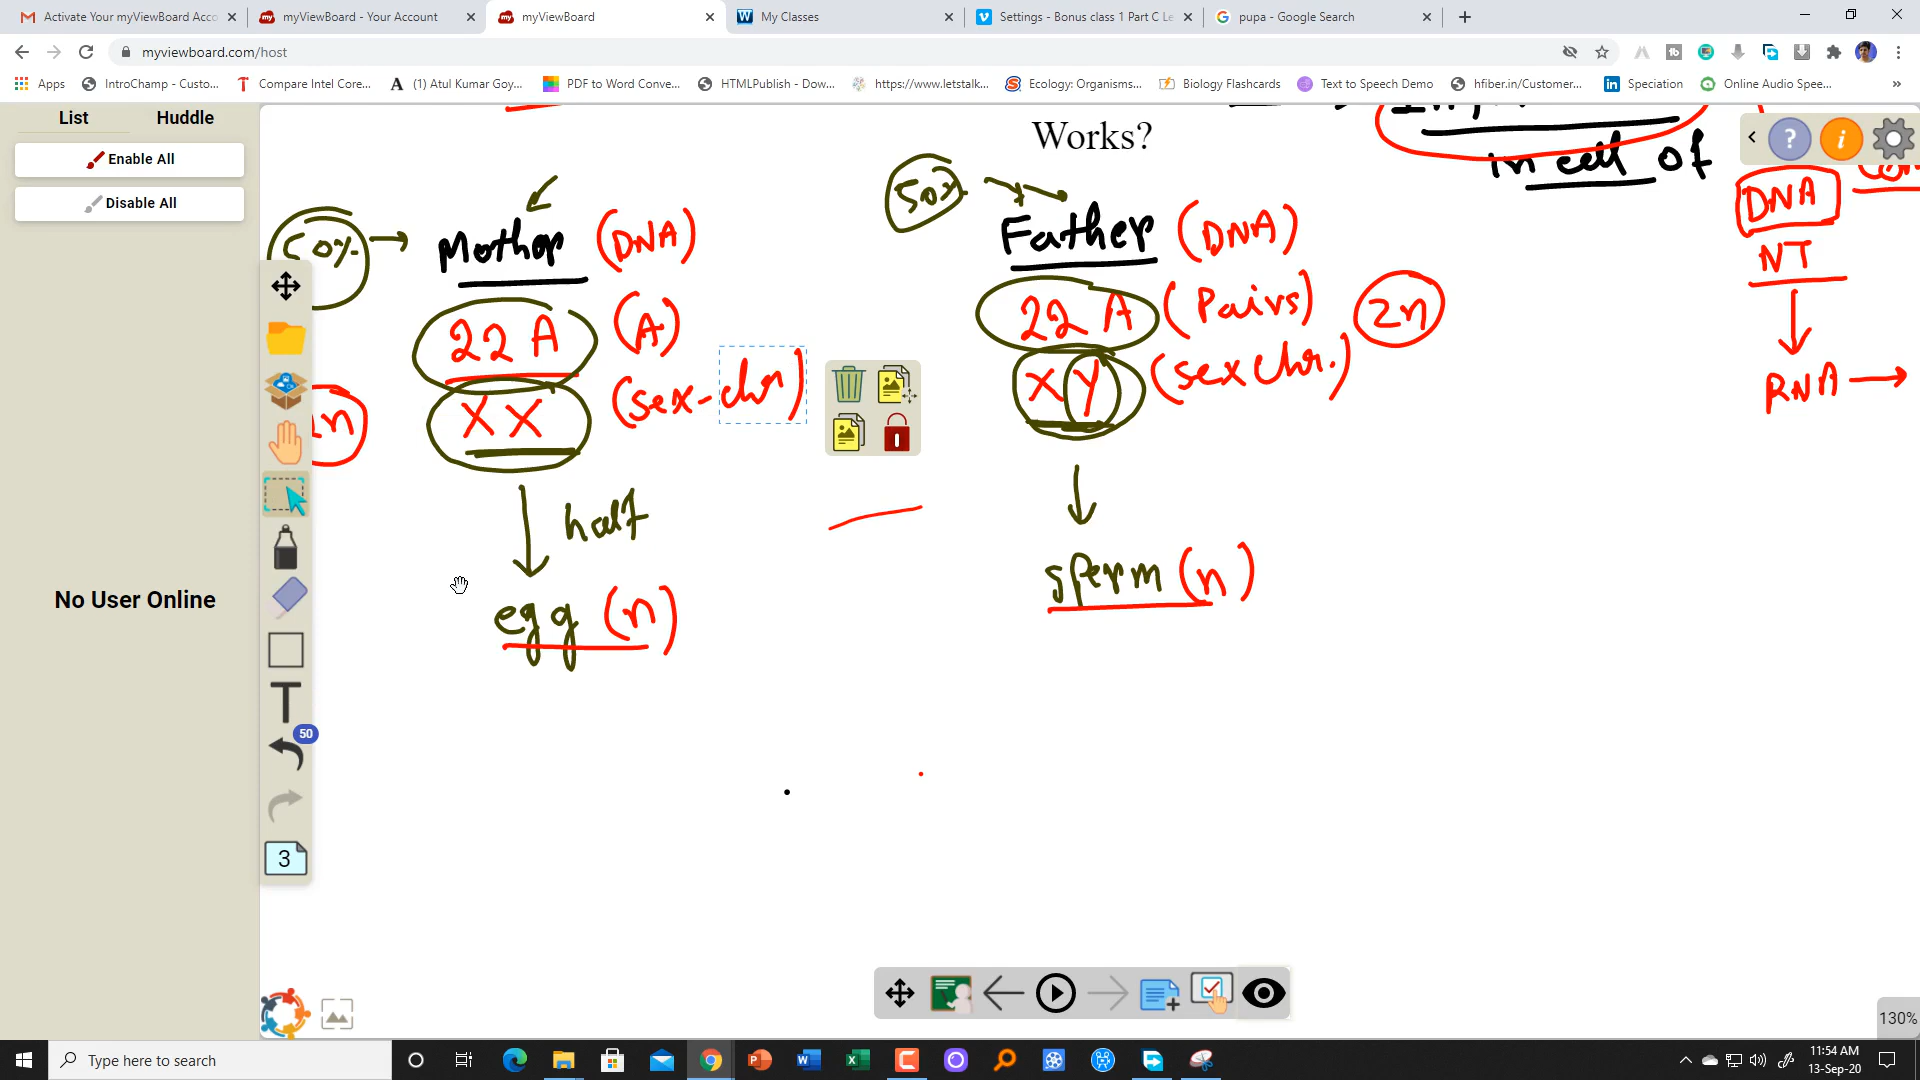 Activate Your myViewBoard Acco
myViewBoard - Your Account
myViewBoard
My Classes
Settings - Bonus class 1 Part C Le
pupa - Google Search
myviewboard.com/host
Apps
IntroChamp - Custo...
Compare Intel Core...
(1) Atul Kumar Goy...
PDF to Word Conve...
HTMLPublish - Dow...
https://www.letstalk...
Ecology: Organisms...
Biology Flashcards
Text to Speech Demo
hfiber.in/Customer...
Speciation
Online Audio Spee...
List Huddle
Enable All
Disable All
No User Online
Works?
in cell of
50% → Mother (DNA)
22 A (A)
XX (sex-chr)
half
egg (n)
50%
Father (DNA)
22 A (Pairs) 2n
XY (sex chr.)
sperm (n)
DNA
NT
RNA →
50
3
130%
Type here to search
11:54 AM
13-Sep-20